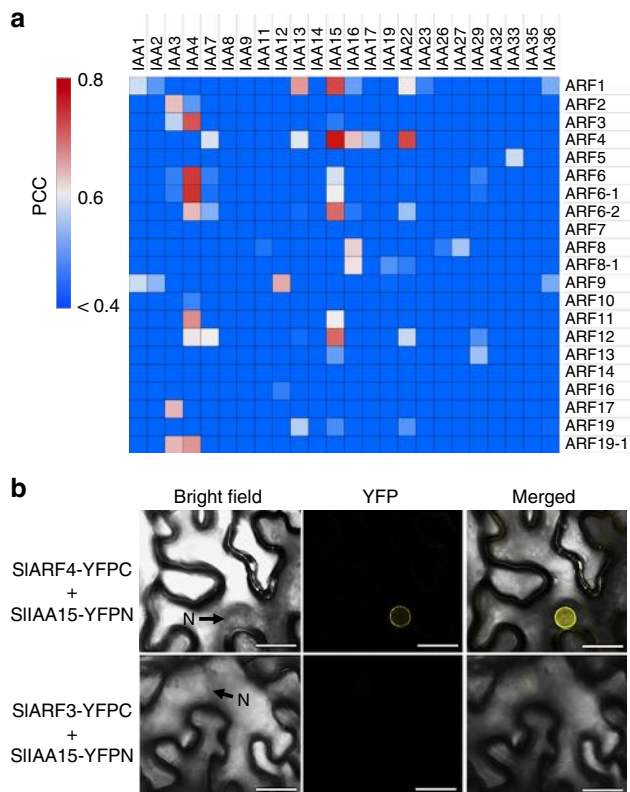 a
IAA1
IAA2
IAA3
IAA4
IAA7
IAA8
IAA9
IAA11
IAA12
IAA13
IAA14
IAA15
IAA16
IAA17
IAA19
IAA22
IAA23
IAA26
IAA27
IAA29
IAA32
IAA33
IAA35
IAA36
PCC
0.8
0.6
< 0.4
ARF1
ARF2
ARF3
ARF4
ARF5
ARF6
ARF6-1
ARF6-2
ARF7
ARF8
ARF8-1
ARF9
ARF10
ARF11
ARF12
ARF13
ARF14
ARF16
ARF17
ARF19
ARF19-1
b
Bright field
YFP
Merged
SlARF4-YFPC
+
SlIAA15-YFPN
N
SlARF3-YFPC
+
SlIAA15-YFPN
N